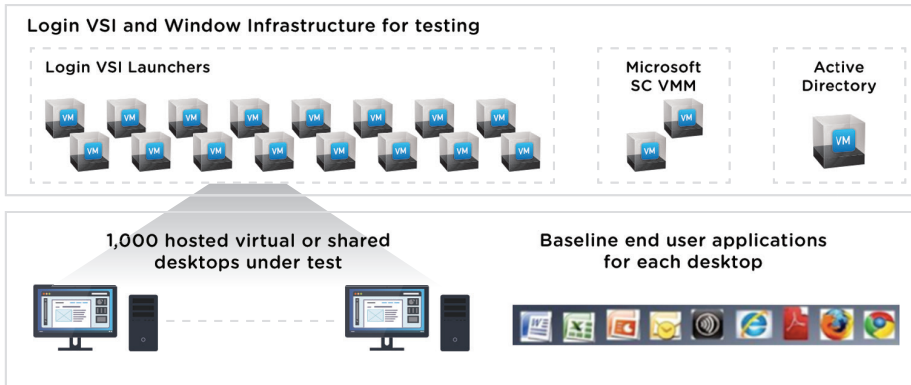 Login VSI and Window Infrastructure for testing
Login VSI Launchers
VM VM VM VM VM VM VM VM
VM VM VM VM VM VM VM VM
Microsoft
SC VMM
VM
VM
Active
Directory
VM
1,000 hosted virtual or shared
desktops under test
Baseline end user applications
for each desktop